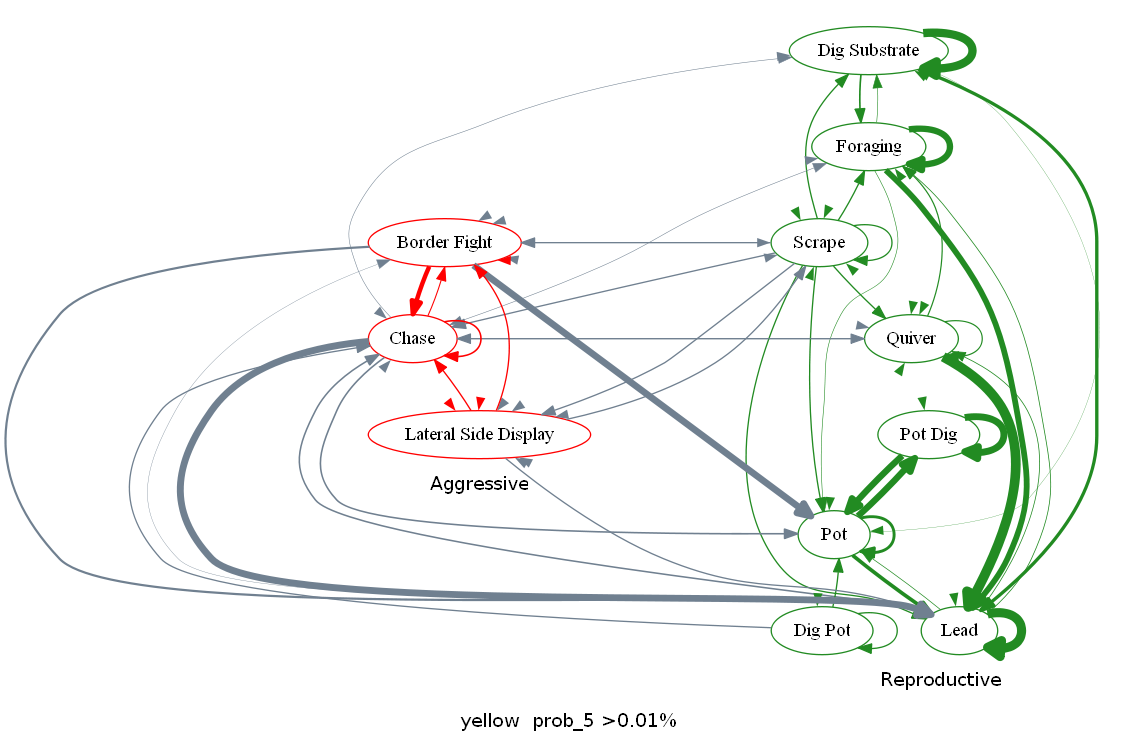 Dig Substrate
Foraging
Border Fight
Scrape
Chase
Quiver
Lateral Side Display
Pot Dig
Aggressive
Pot
Dig Pot
Lead
Reproductive
yellow  prob_5 >0.01%